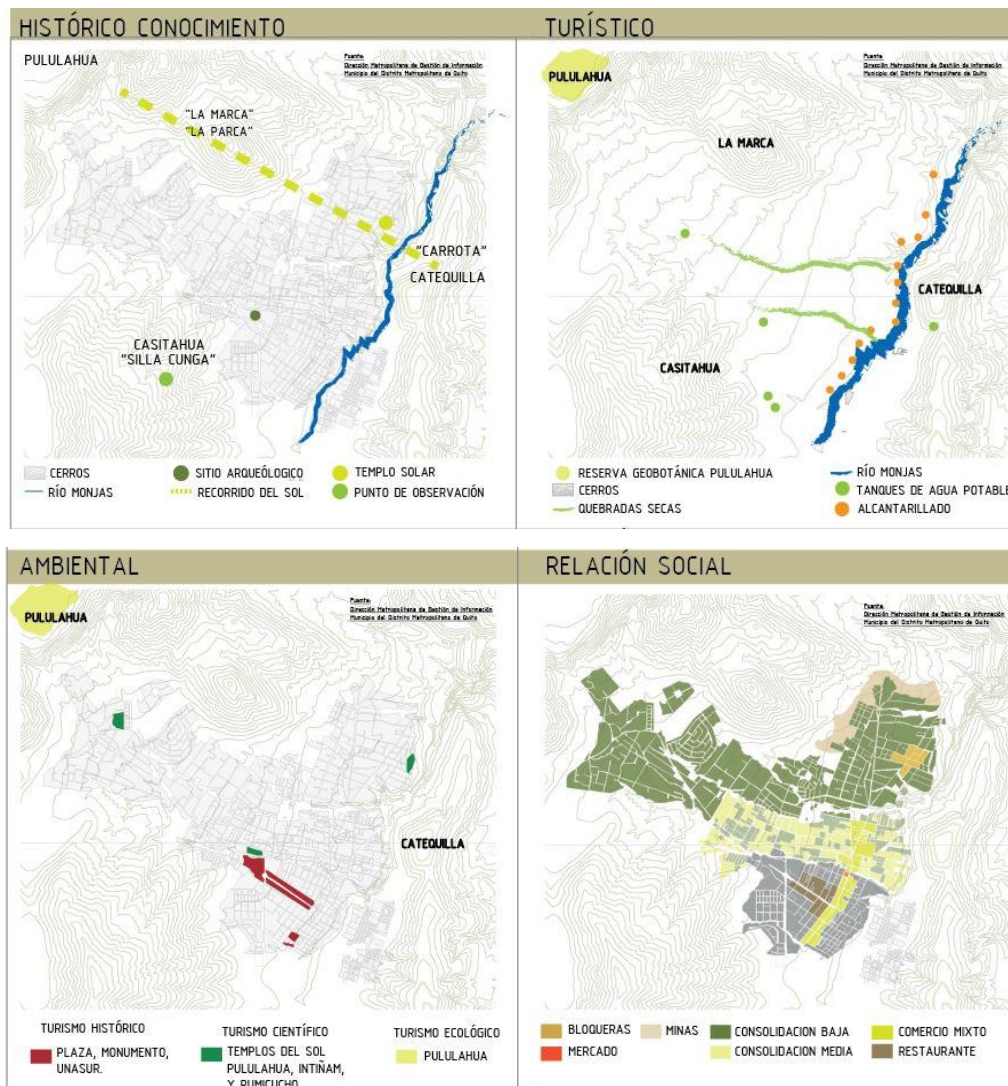 HISTÓRICO CONOCIMIENTO
PULULAHUA
Fuente:
Dirección Metropolitana de Gestión de Información
Municipio del Distrito Metropolitano de Quito
"LA MARCA"
"LA PARCA"
"CARROTA"
CATEQUILLA
CASITAHUA
"SILLA CUNGA"
CERROS
RÍO MONJAS
SITIO ARQUEÓLOGICO
RECORRIDO DEL SOL
TEMPLO SOLAR
PUNTO DE OBSERVACIÓN
TURÍSTICO
PULULAHUA
Fuente:
Dirección Metropolitana de Gestión de Información
Municipio del Distrito Metropolitano de Quito
LA MARCA
CATEQUILLA
CASITAHUA
RESERVA GEOBOTÁNICA PULULAHUA
CERROS
QUEBRADAS SECAS
RÍO MONJAS
TANQUES DE AGUA POTABLE
ALCANTARILLADO
AMBIENTAL
PULULAHUA
Fuente:
Dirección Metropolitana de Gestión de Información
Municipio del Distrito Metropolitano de Quito
CATEQUILLA
TURISMO HISTÓRICO
PLAZA, MONUMENTO,
UNASUR.
TURISMO CIENTÍFICO
TEMPLOS DEL SOL
PULULAHUA, INTIÑAM,
Y RUMICUCHO
TURISMO ECOLÓGICO
PULULAHUA
RELACIÓN SOCIAL
Fuente:
Dirección Metropolitana de Gestión de Información
Municipio del Distrito Metropolitano de Quito
BLOQUERAS
MERCADO
MINAS
CONSOLIDACION BAJA
CONSOLIDACION MEDIA
COMERCIO MIXTO
RESTAURANTE